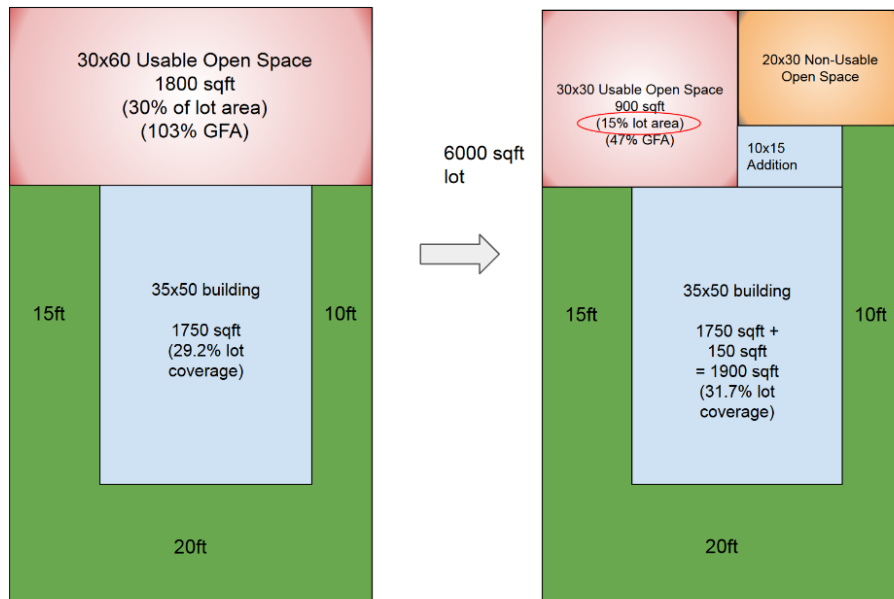 30x60 Usable Open Space
1800 sqft
(30% of lot area)
(103% GFA)
15ft
35x50 building
1750 sqft
(29.2% lot
coverage)
10ft
20ft
6000 sqft
lot
30x30 Usable Open Space
900 sqft
(15% lot area)
(47% GFA)
20x30 Non-Usable
Open Space
10x15
Addition
15ft
35x50 building
1750 sqft +
150 sqft
= 1900 sqft
(31.7% lot
coverage)
10ft
20ft